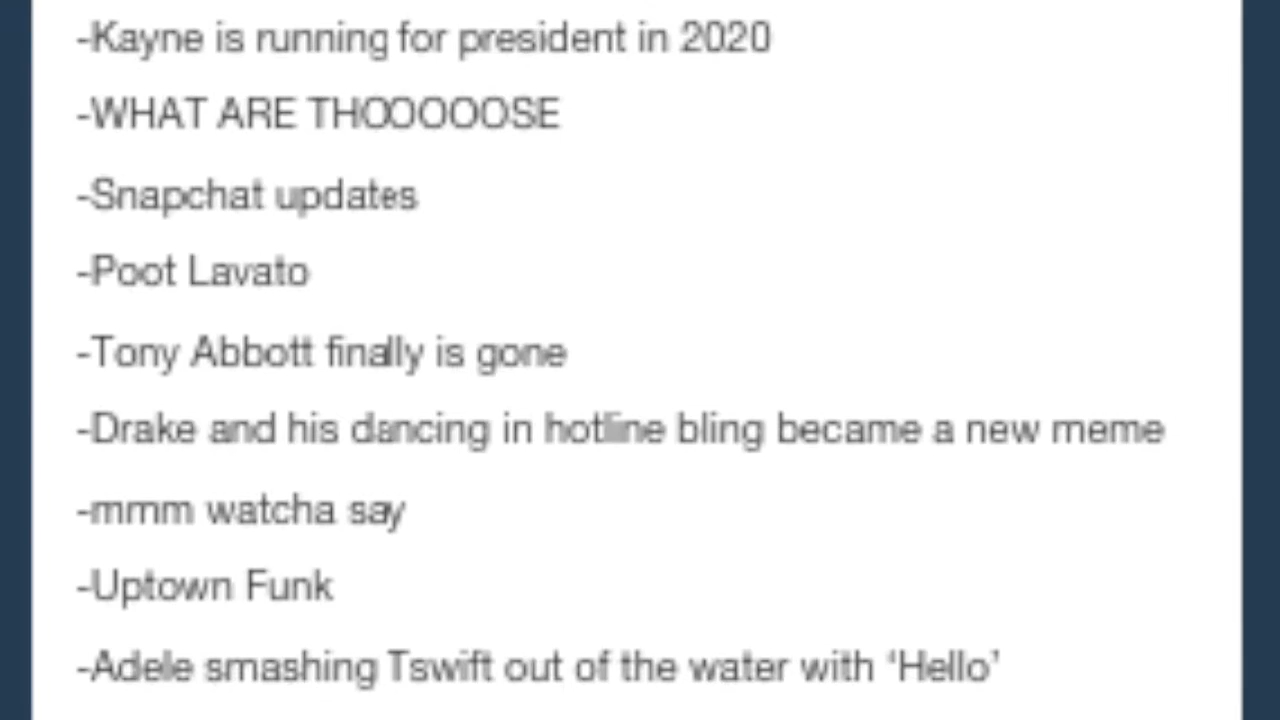 -Kayne is running for president in 2020
-WHAT ARE THOOOOOSE
-Snapchat updates
-Poot Lavato
-Tony Abbott finally is gone
-Drake and his dancing in hotline bling became a new meme
-mmm watcha say
-Uptown Funk
-Adele smashing Tswift out of the water with ‘Hello’